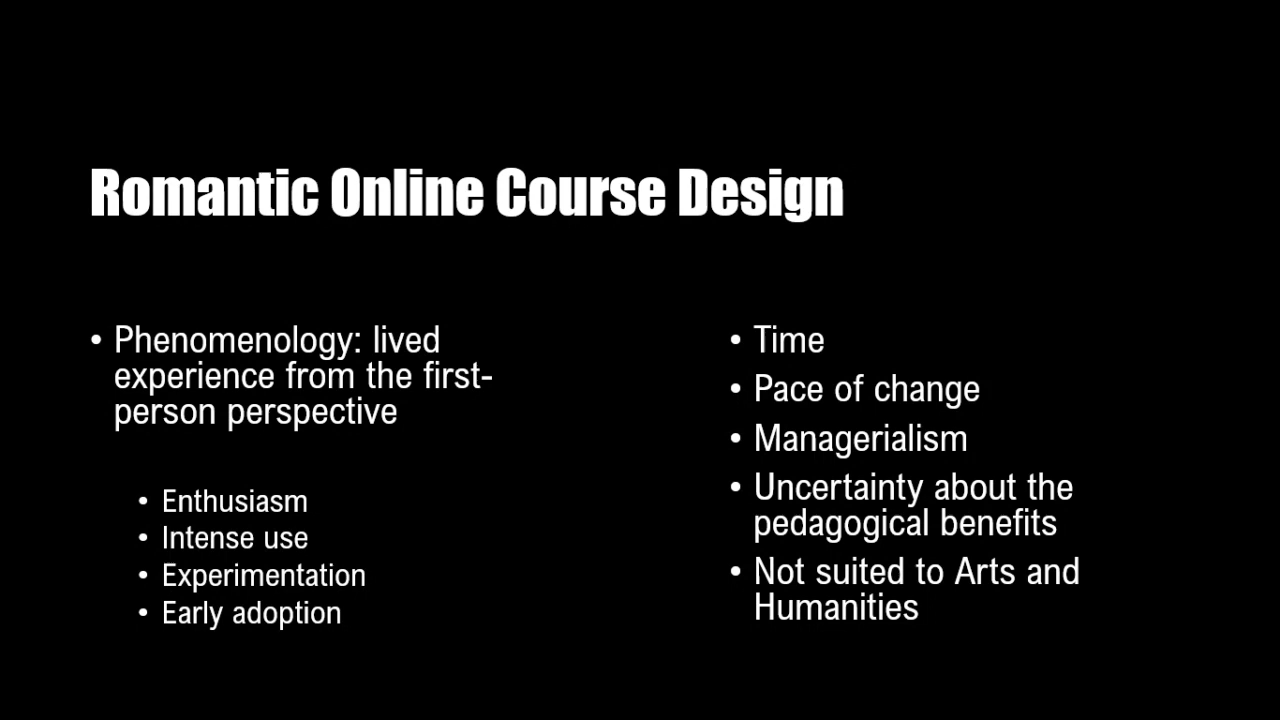 Romantic Online Course Design
• Phenomenology: lived
experience from the first-
person perspective
• Enthusiasm
• Intense use
• Experimentation
• Early adoption
• Time
• Pace of change
• Managerialism
• Uncertainty about the
pedagogical benefits
• Not suited to Arts and
Humanities